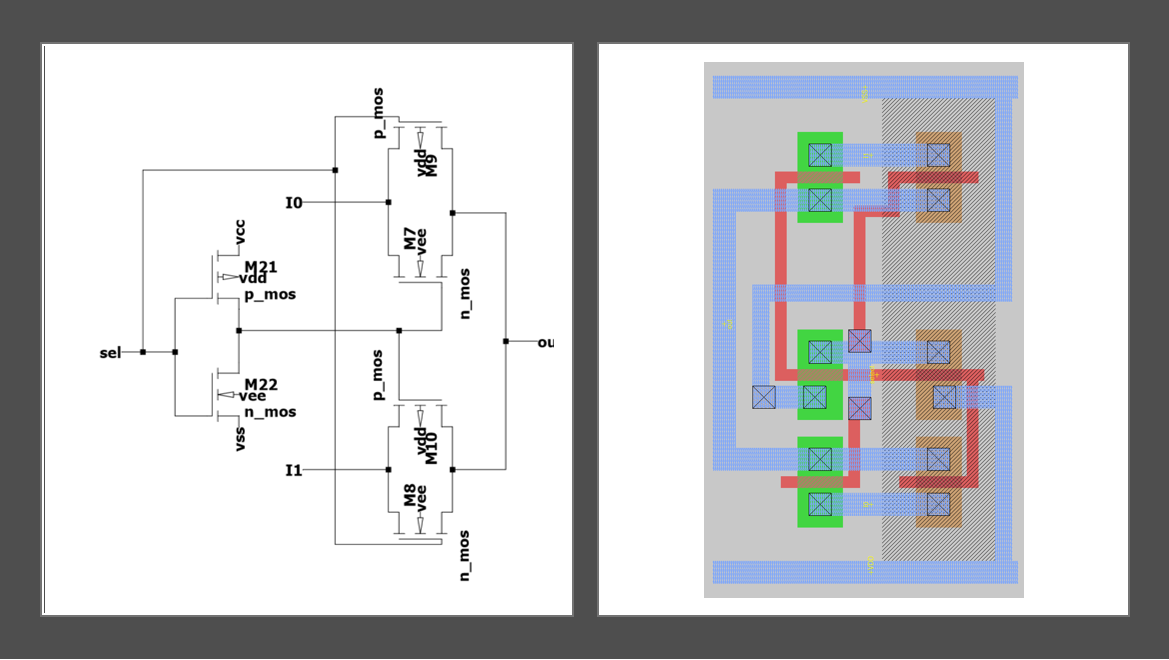 p_mos
vdd
M9
I0
M7
vee
n_mos
vcc
M21
vdd
p_mos
sel
ou
M22
vee
n_mos
vss
p_mos
vdd
M10
I1
M8
vee
n_mos